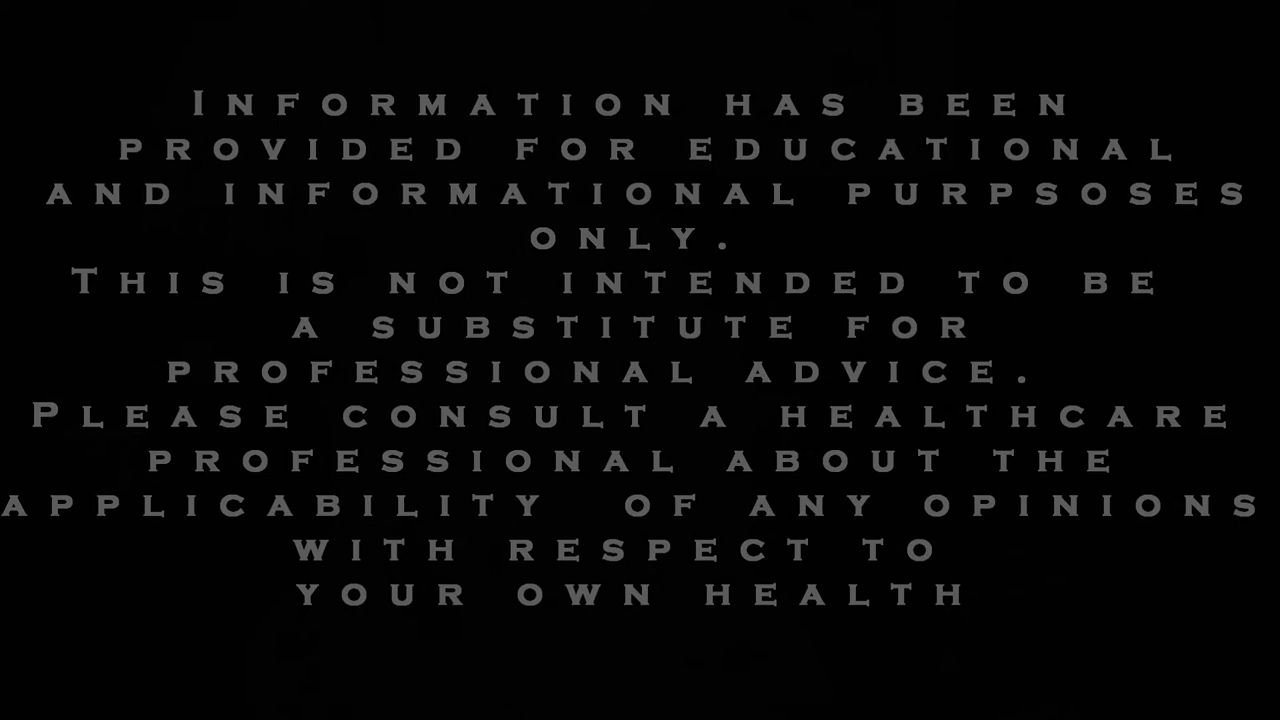 Information has been
provided for educational
and informational purpsoses
only.
This is not intended to be
a substitute for
professional advice.
Please consult a healthcare
professional about the
applicability of any opinions
with respect to
your own health